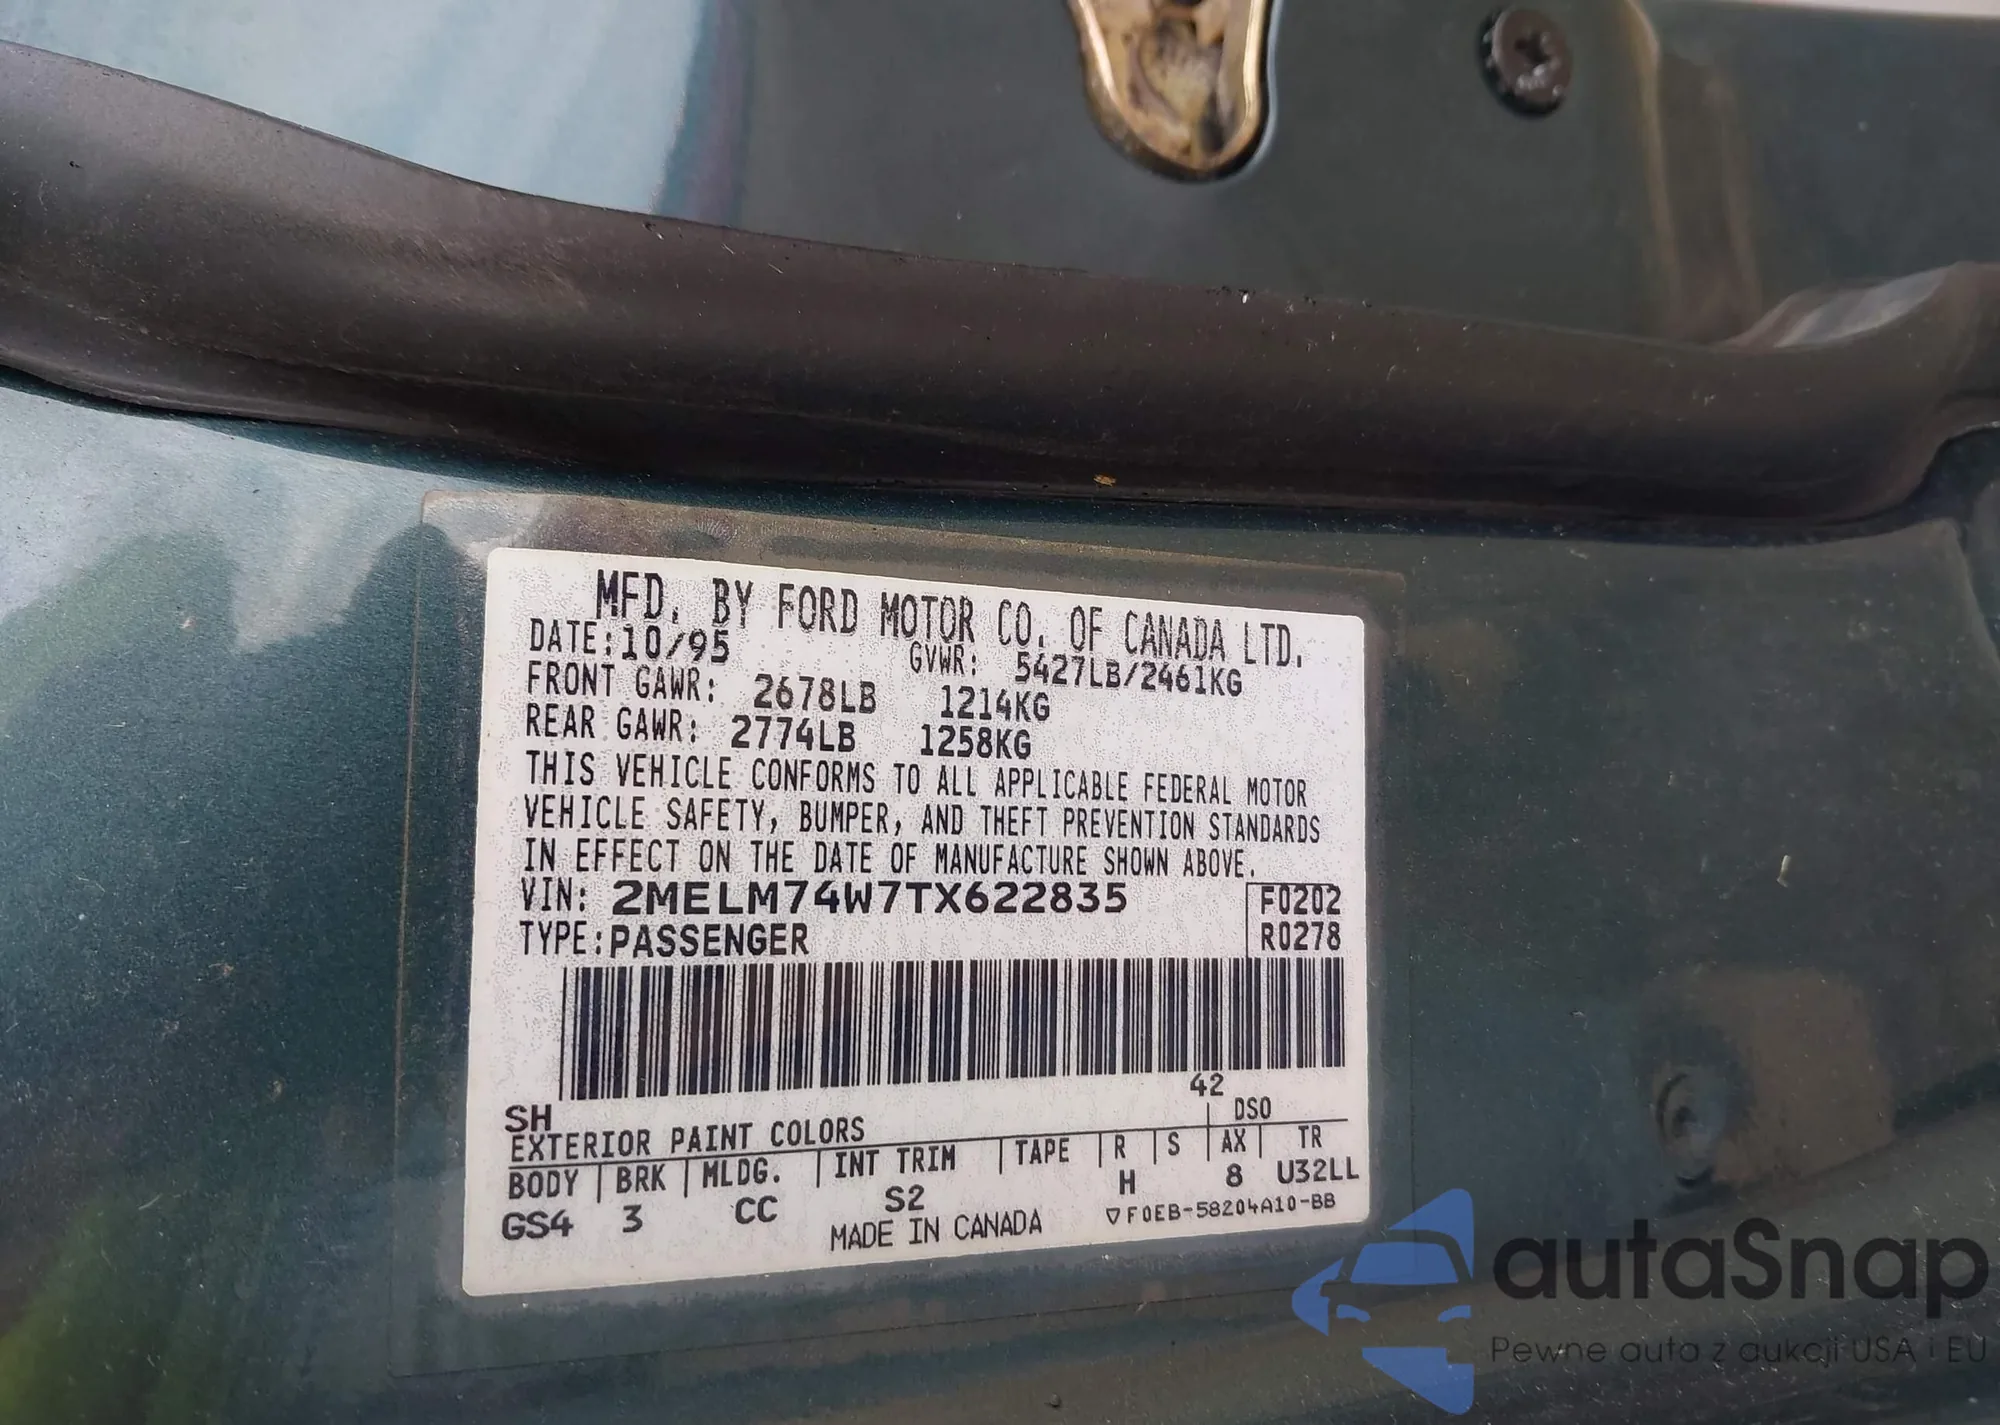 MFD. BY FORD MOTOR CO. OF CANADA LTD.
DATE: 10/95 GVWR: 5427LB/2461KG
FRONT GAWR: 2678LB 1214KG
REAR GAWR: 2774LB 1258KG
THIS VEHICLE CONFORMS TO ALL APPLICABLE FEDERAL MOTOR
VEHICLE SAFETY, BUMPER, AND THEFT PREVENTION STANDARDS
IN EFFECT ON THE DATE OF MANUFACTURE SHOWN ABOVE.
VIN: 2MELM74W7TX622835 F0202
TYPE: PASSENGER R0278
42
SH DSO
EXTERIOR PAINT COLORS
BODY BRK MLDG. INT TRIM TAPE R S AX TR
GS4 3 CC S2 H 8 U32LL
MADE IN CANADA ▽F0EB-58204A10-BB
autaSnap
Pewne auta z aukcji USA i EU